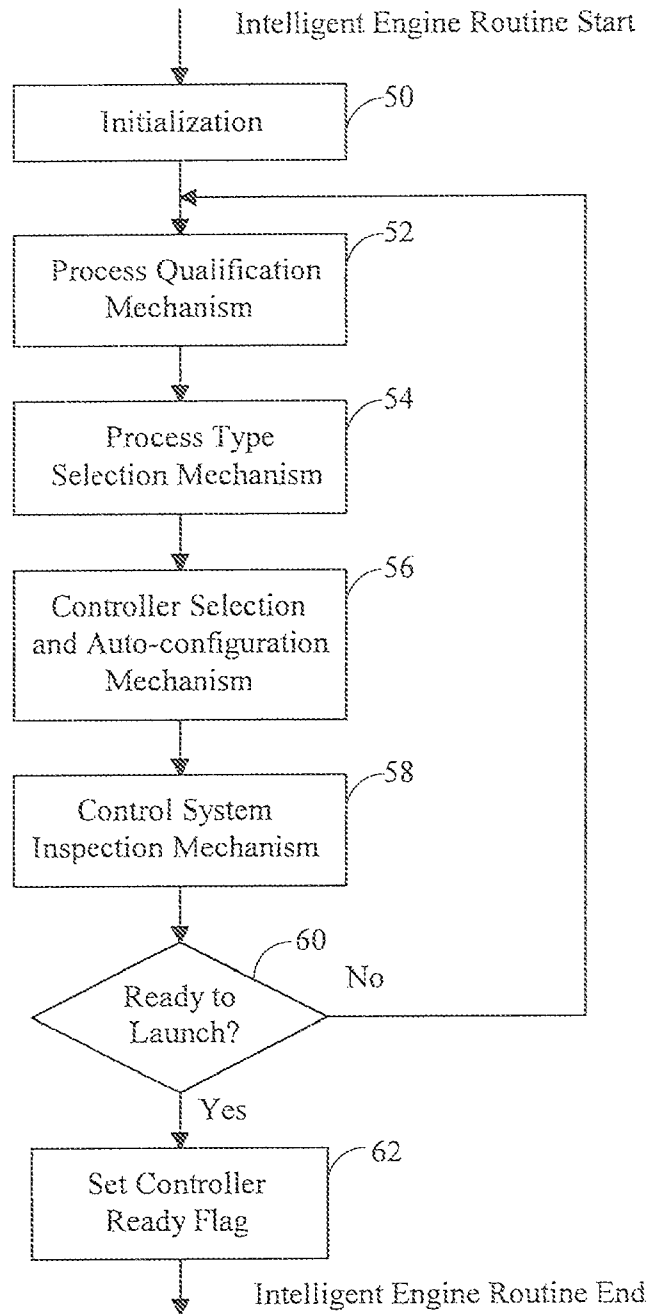 Intelligent Engine Routine Start
Initialization
50
Process Qualification
Mechanism
52
Process Type
Selection Mechanism
54
Controller Selection
and Auto-configuration
Mechanism
56
Control System
Inspection Mechanism
58
Ready to
Launch?
60
No
Yes
Set Controller
Ready Flag
62
Intelligent Engine Routine End